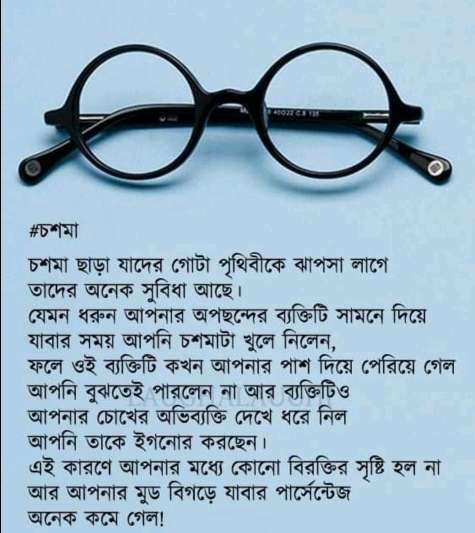 #চশমা
চশমা ছাড়া যাদের গোটা পৃথিবীকে ঝাপসা লাগে
তাদের অনেক সুবিধা আছে।
যেমন ধরুন আপনার অপছন্দের ব্যক্তিটি সামনে দিয়ে
যাবার সময় আপনি চশমাটা খুলে নিলেন,
ফলে ওই ব্যক্তিটি কখন আপনার পাশ দিয়ে পেরিয়ে গেল
আপনি বুঝতেই পারলেন না আর ব্যক্তিটিও
আপনার চোখের অভিব্যক্তি দেখে ধরে নিল
আপনি তাকে ইগনোর করছেন।
এই কারণে আপনার মধ্যে কোনো বিরক্তির সৃষ্টি হল না
আর আপনার মুড বিগড়ে যাবার পার্সেন্টেজ
অনেক কমে গেল!